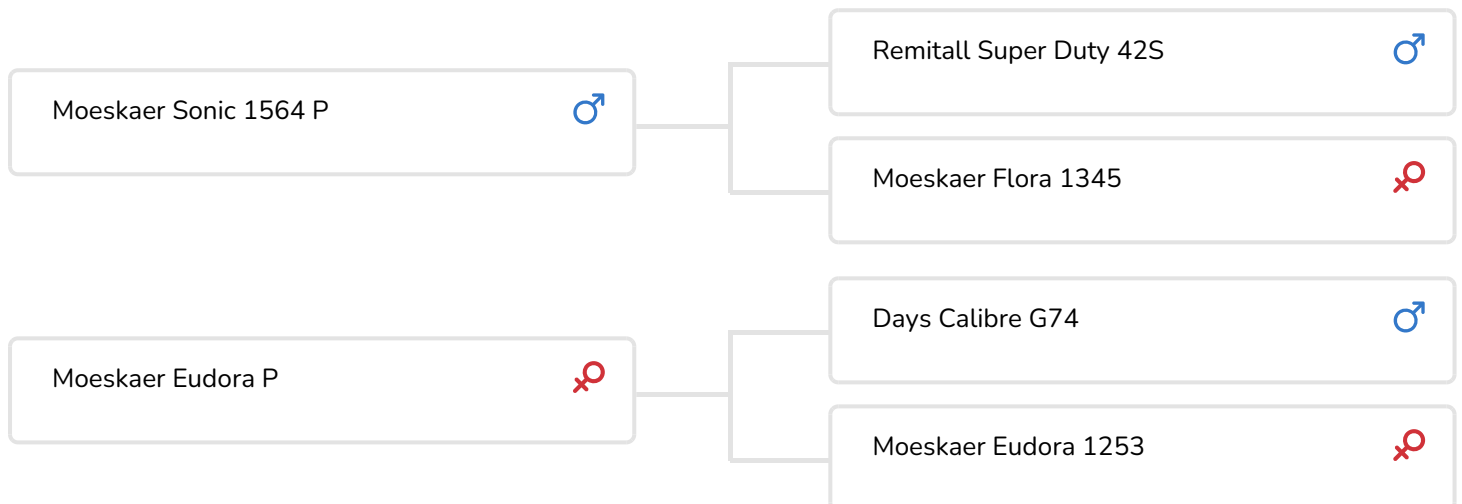 Remitall Super Duty 42S
Moeskaer Sonic 1564 P
Moeskaer Flora 1345
Days Calibre G74
Moeskaer Eudora P
Moeskaer Eudora 1253